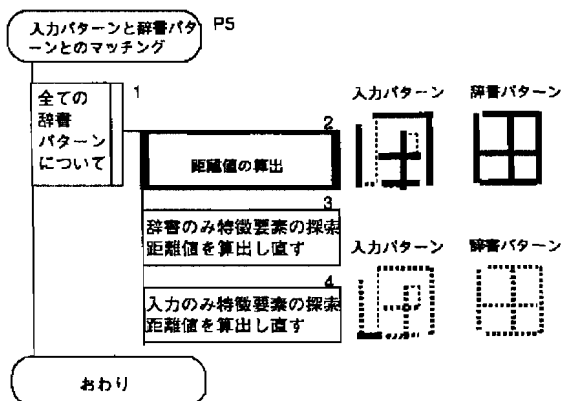 入力パターンと辞書パタ
ーンとのマッチング
P5
全ての
辞書
パターン
について
1
2
距離値の算出
入力パターン
辞書パターン
3
辞書のみ特徴要素の探索
距離値を算出し直す
4
入力のみ特徴要素の探索
距離値を算出し直す
入力パターン
辞書パターン
おわり